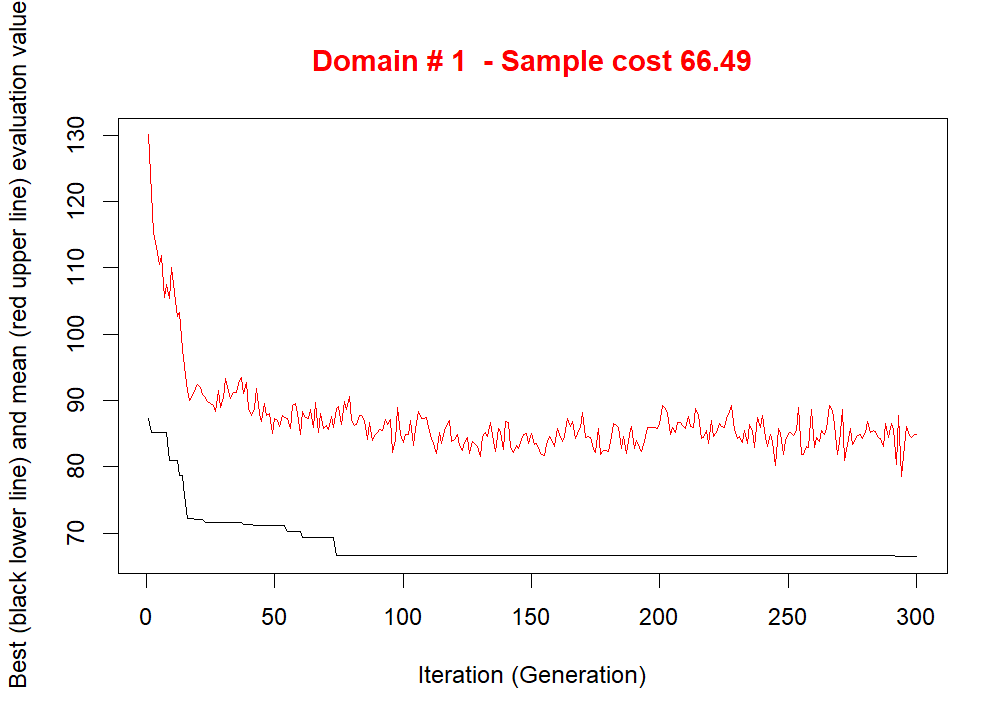 Domain # 1  - Sample cost 66.49
Best (black lower line) and mean (red upper line) evaluation value
130
120
110
100
90
80
70
0 50 100 150 200 250 300
Iteration (Generation)